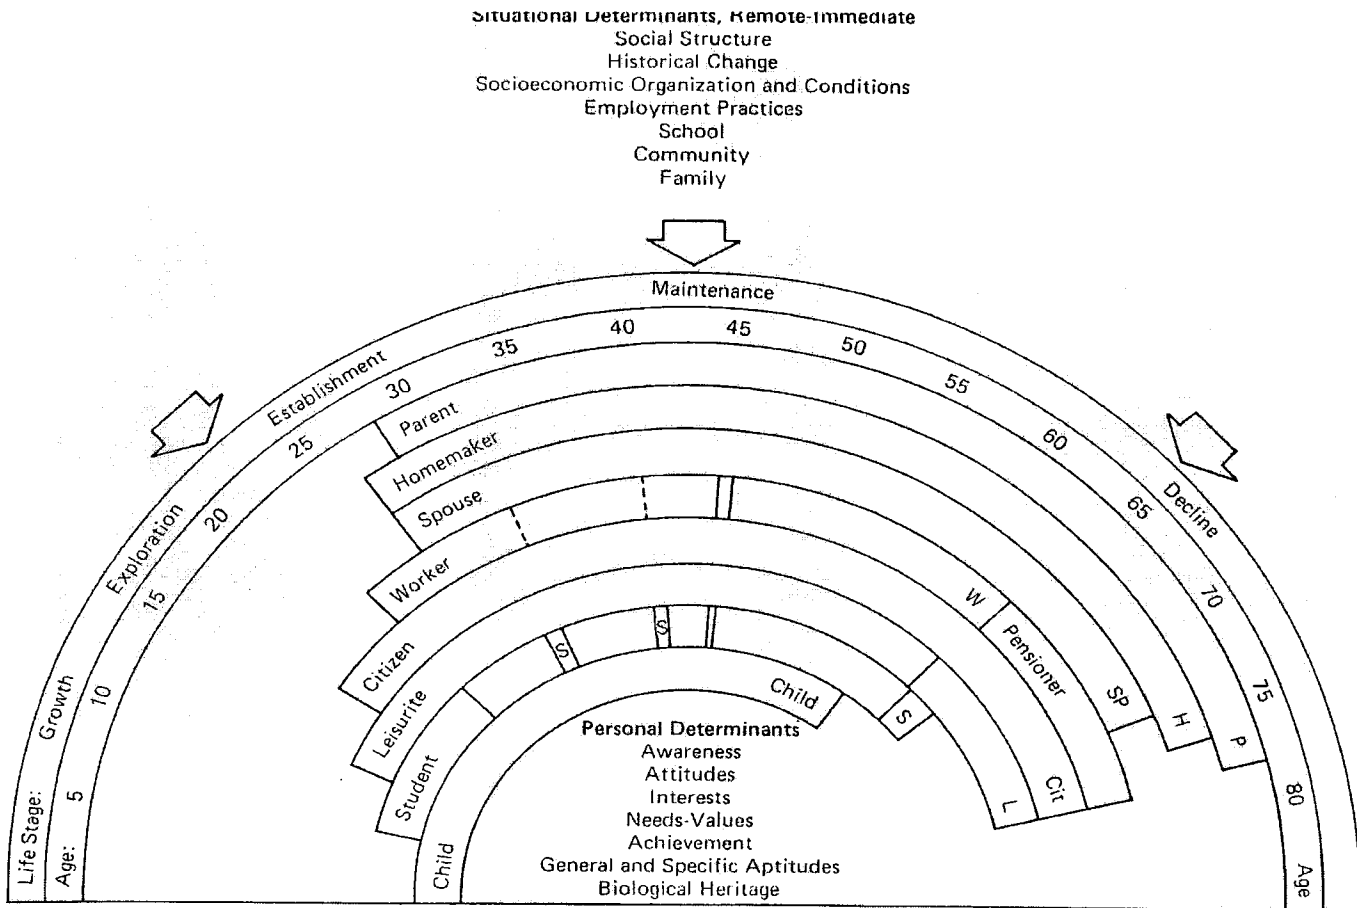 Situational Determinants, Remote-Immediate
Social Structure
Historical Change
Socioeconomic Organization and Conditions
Employment Practices
School
Community
Family
Life Stage:
Growth
Exploration
Establishment
Maintenance
Decline
Age:
5
10
15
20
25
30
35
40
45
50
55
60
65
70
75
80
Age
Parent
P
Homemaker
H
Spouse
SP
Worker
W
Pensioner
Citizen
Cit
Leisurite
L
Student
S
S
S
Child
Child
Personal Determinants
Awareness
Attitudes
Interests
Needs-Values
Achievement
General and Specific Aptitudes
Biological Heritage